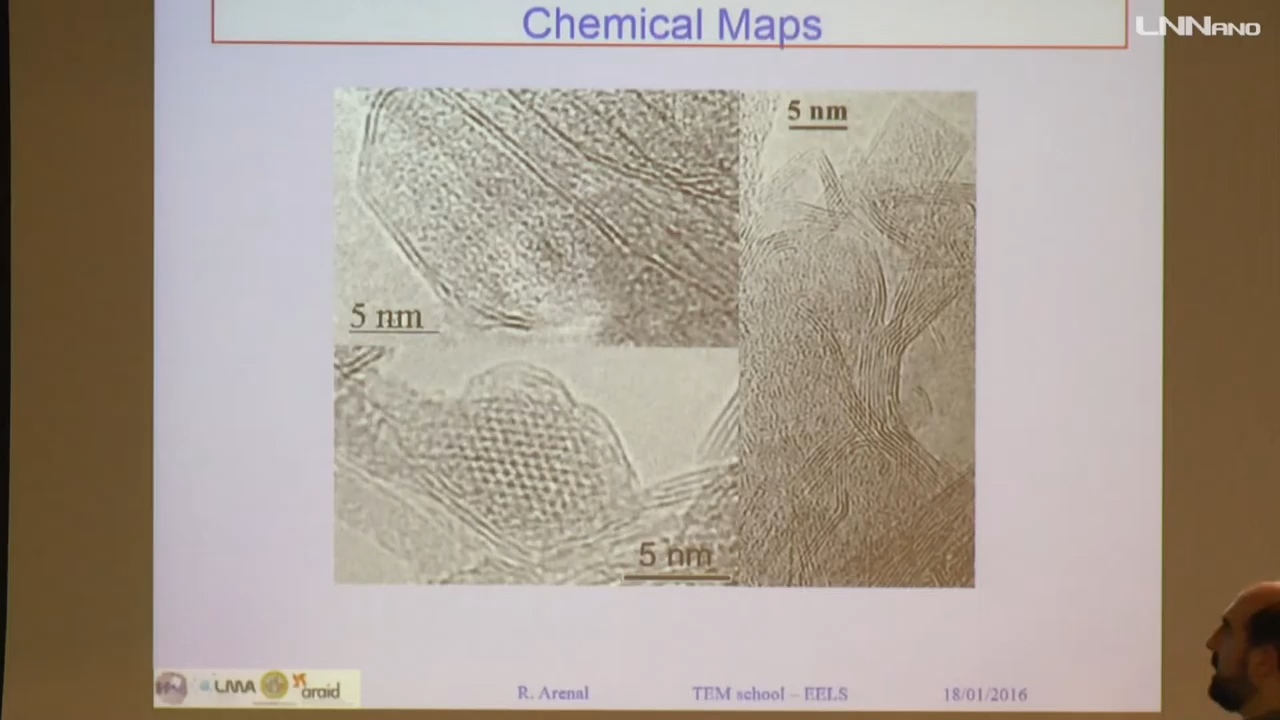 Chemical Maps
LNNANO
5 nm
5 nm
5 nm
LMA
araid
R. Arenal
TEM school – EELS
18/01/2016